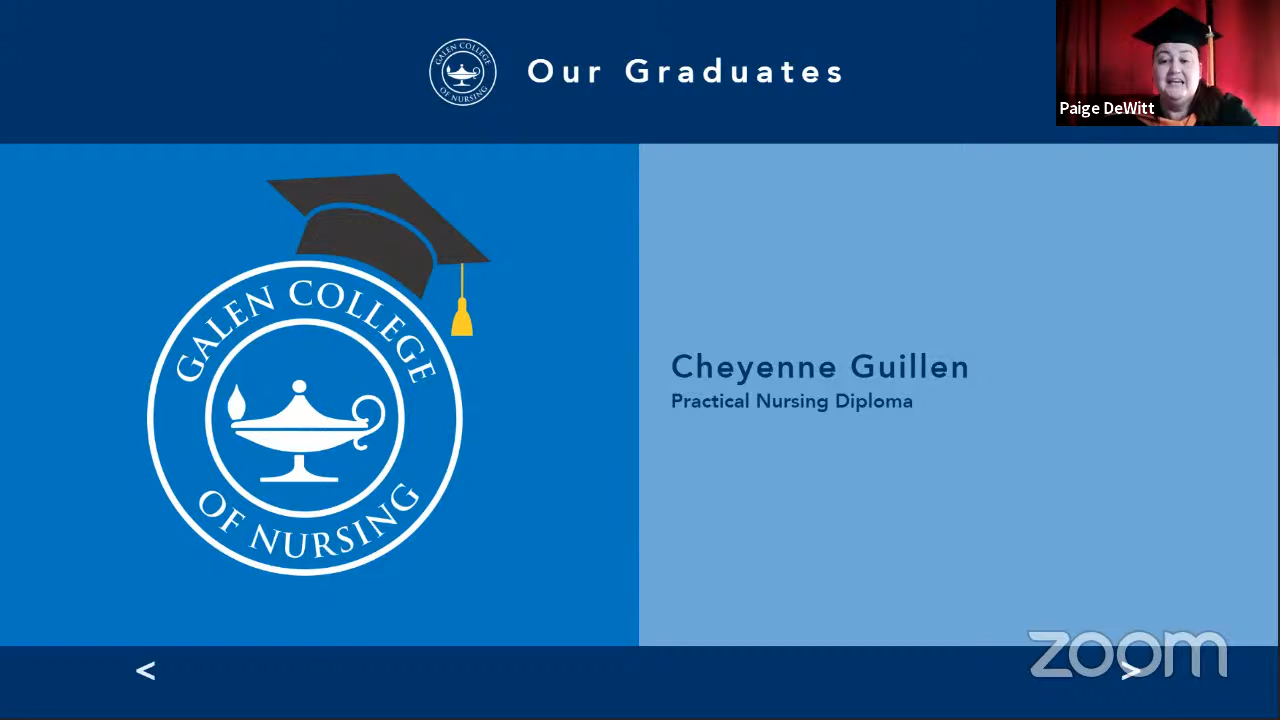 GALEN COLLEGE
OF NURSING
Our Graduates
Paige DeWitt
GALEN COLLEGE
OF NURSING
Cheyenne Guillen
Practical Nursing Diploma
zoom
< >